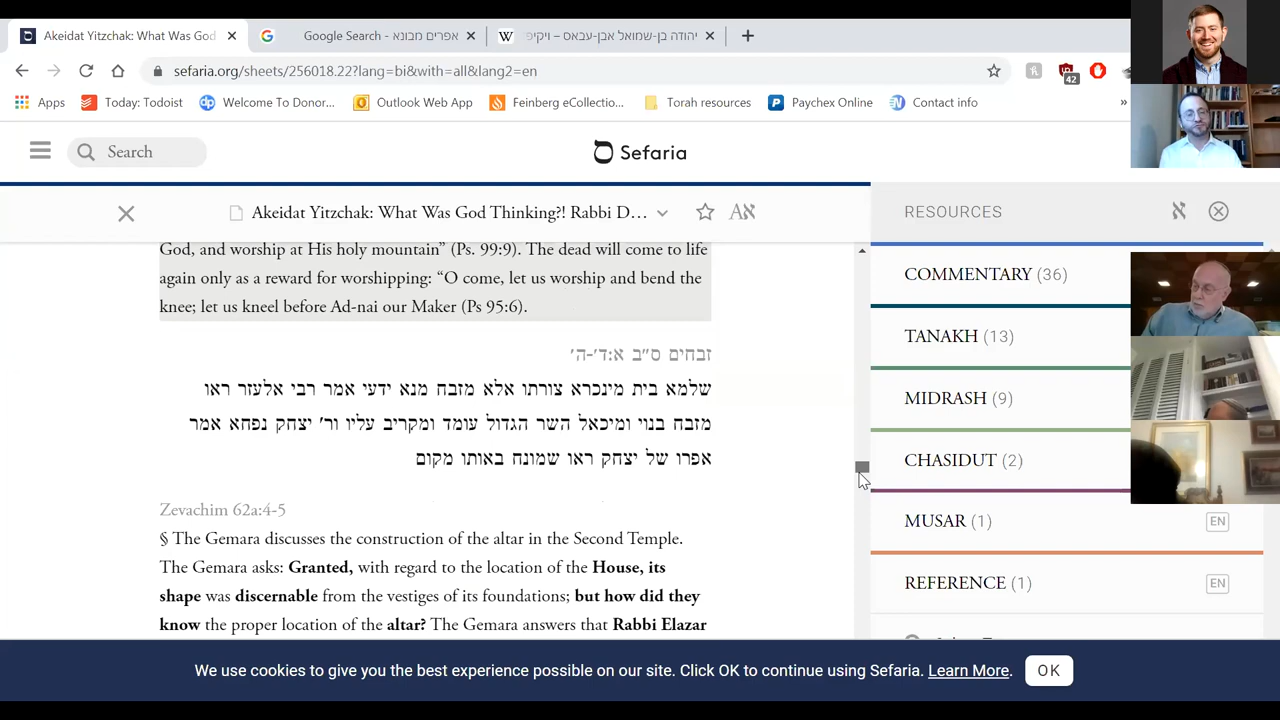 Akeidat Yitzchak: What Was God
Google Search - אפרים מבונא
יהודה בן-שמואל אבן-עבאס – ויקיפ
sefaria.org/sheets/256018.22?lang=bi&with=all&lang2=en
42
Apps
Today: Todoist
Welcome To Donor...
Outlook Web App
Feinberg eCollectio...
Torah resources
Paychex Online
Contact info
»
Search
Sefaria
Akeidat Yitzchak: What Was God Thinking?! Rabbi D...
RESOURCES
God, and worship at His holy mountain” (Ps. 99:9). The dead will come to life
again only as a reward for worshipping: “O come, let us worship and bend the
knee; let us kneel before Ad-nai our Maker (Ps 95:6).
זבחים ס״ב א:ד׳-ה׳
שלמא בית מינכרא צורתו אלא מזבח מנא ידעי אמר רבי אלעזר ראו
מזבח בנוי ומיכאל השר הגדול עומד ומקריב עליו ור׳ יצחק נפחא אמר
אפרו של יצחק ראו שמונח באותו מקום
Zevachim 62a:4-5
§ The Gemara discusses the construction of the altar in the Second Temple.
The Gemara asks: Granted, with regard to the location of the House, its
shape was discernable from the vestiges of its foundations; but how did they
know the proper location of the altar? The Gemara answers that Rabbi Elazar
COMMENTARY (36)
TANAKH (13)
MIDRASH (9)
CHASIDUT (2)
MUSAR (1)
EN
REFERENCE (1)
EN
We use cookies to give you the best experience possible on our site. Click OK to continue using Sefaria. Learn More.
OK